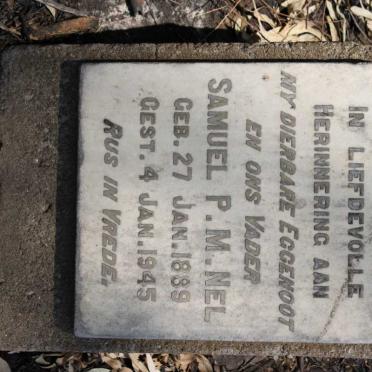 IN LIEFDEVOLLE
HERINNERING AAN
MY DIERBARE EGGENOOT
EN ONS VADER
SAMUEL P.M. NEL
GEB. 27 JAN. 1889
GEST. 4 JAN. 1945
RUS IN VREDE.